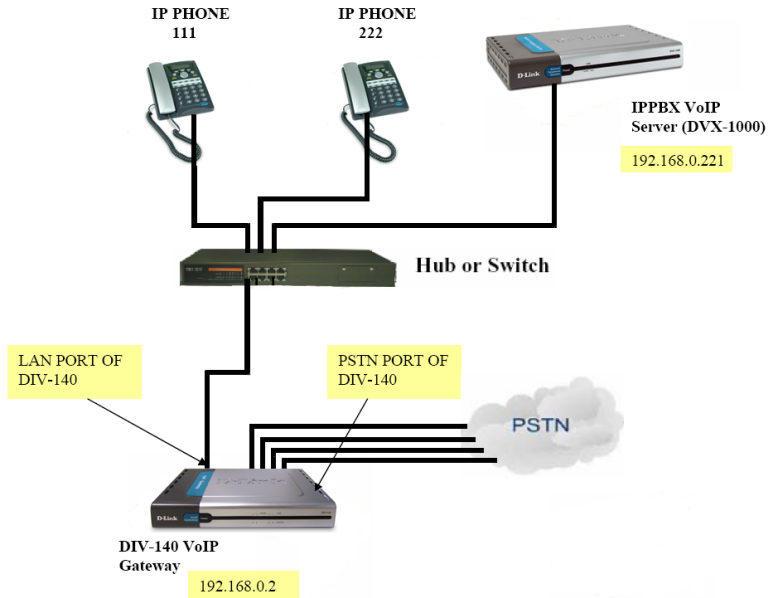 IP PHONE
111
IP PHONE
222
D-Link
IPPBX VoIP
Server (DVX-1000)
192.168.0.221
Hub or Switch
LAN PORT OF
DIV-140
PSTN PORT OF
DIV-140
PSTN
D-Link
DIV-140 VoIP
Gateway
192.168.0.2